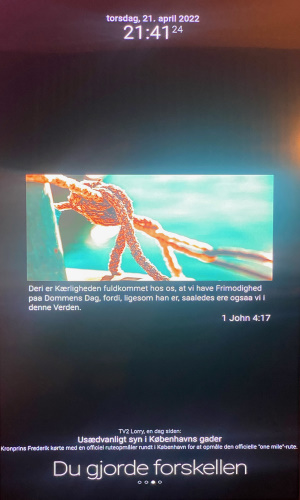 torsdag, 21. april 2022
21:41 24
Deri er Kærligheden fuldkommet hos os, at vi have Frimodighed
paa Dommens Dag, fordi, ligesom han er, saaledes ere ogsaa vi i
denne Verden.
1 John 4:17
TV2 Lorry, en dag siden:
Usædvanligt syn i Københavns gader
Kronprins Frederik kørte med en officiel ruteopmåler rundt i København for at opmåle den officielle "one mile"-rute.
Du gjorde forskellen